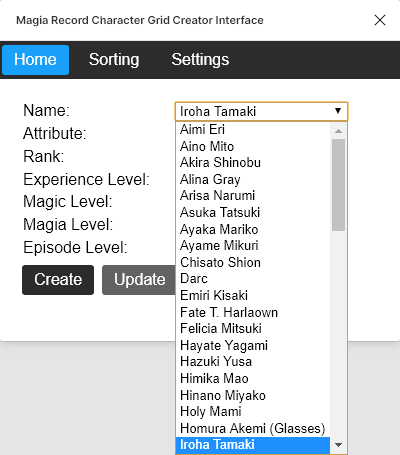 Magia Record Character Grid Creator Interface
Home Sorting Settings
Name: Iroha Tamaki
Attribute:
Rank:
Experience Level:
Magic Level:
Magia Level:
Episode Level:
Create Update
Aimi Eri
Aino Mito
Akira Shinobu
Alina Gray
Arisa Narumi
Asuka Tatsuki
Ayaka Mariko
Ayame Mikuri
Chisato Shion
Darc
Emiri Kisaki
Fate T. Harlaown
Felicia Mitsuki
Hayate Yagami
Hazuki Yusa
Himika Mao
Hinano Miyako
Holy Mami
Homura Akemi (Glasses)
Iroha Tamaki